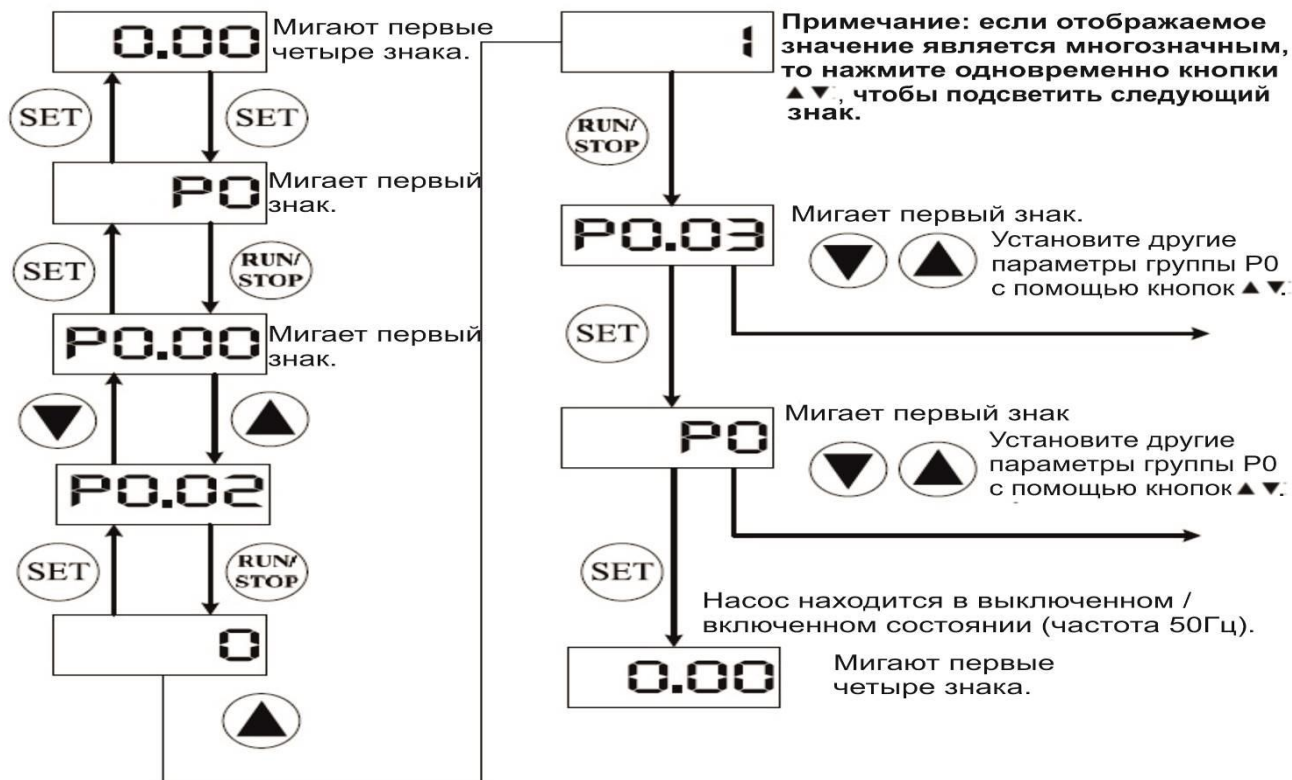 0.00
Мигают первые
четыре знака.
SET
SET
P0
Мигает первый
знак.
SET
RUN/
STOP
P0.00
Мигает первый
знак.
▼
▲
P0.02
SET
RUN/
STOP
0
▲
1
Примечание: если отображаемое
значение является многозначным,
то нажмите одновременно кнопки
▲ ▼, чтобы подсветить следующий
знак.
RUN/
STOP
P0.03
Мигает первый знак.
▼ ▲
Установите другие
параметры группы P0
с помощью кнопок ▲ ▼.
SET
P0
Мигает первый знак
▼ ▲
Установите другие
параметры группы P0
с помощью кнопок ▲ ▼.
SET
Насос находится в выключенном /
включенном состоянии (частота 50Гц).
0.00
Мигают первые
четыре знака.